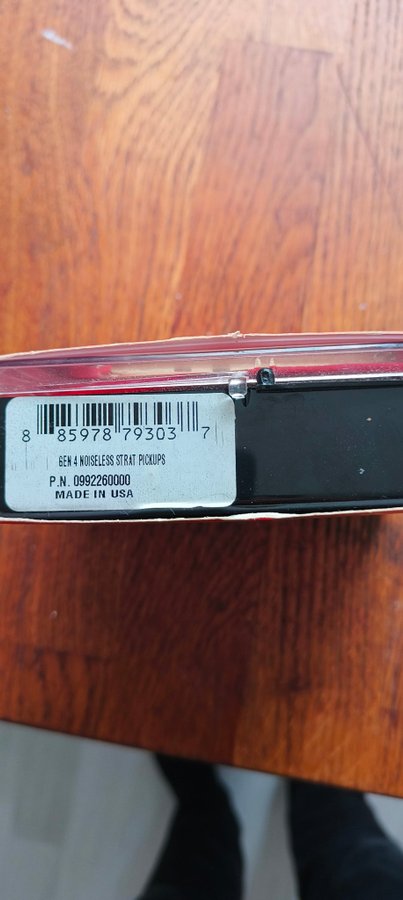 8 85978 79303 7
GEN 4 NOISELESS STRAT PICKUPS
P.N. 0992260000
MADE IN USA